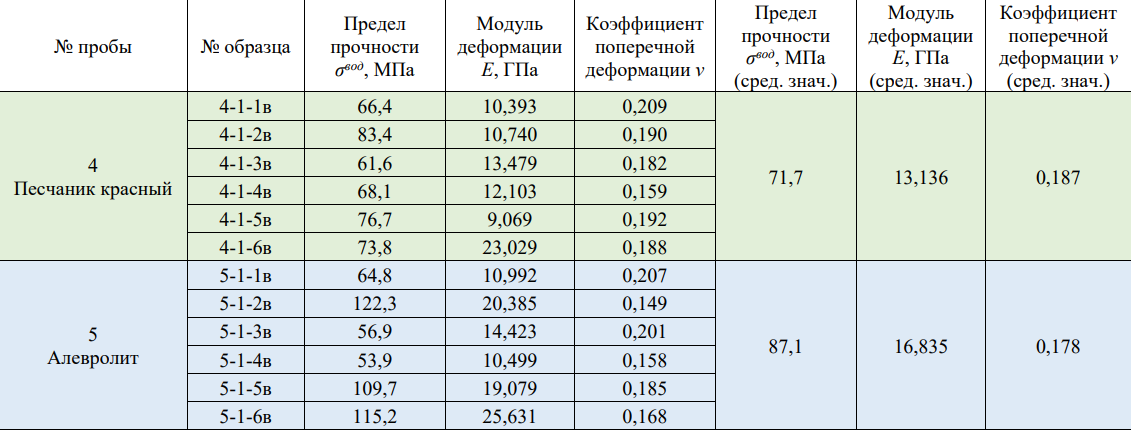 № пробы № образца Предел прочности σвод, МПа Модуль деформации E, ГПа Коэффициент поперечной деформации ν Предел прочности σвод, МПа (сред. знач.) Модуль деформации E, ГПа (сред. знач.) Коэффициент поперечной деформации ν (сред. знач.)
4
Песчаник красный
4-1-1в 66,4 10,393 0,209
4-1-2в 83,4 10,740 0,190
4-1-3в 61,6 13,479 0,182
4-1-4в 68,1 12,103 0,159
4-1-5в 76,7 9,069 0,192
4-1-6в 73,8 23,029 0,188
71,7 13,136 0,187
5
Алевролит
5-1-1в 64,8 10,992 0,207
5-1-2в 122,3 20,385 0,149
5-1-3в 56,9 14,423 0,201
5-1-4в 53,9 10,499 0,158
5-1-5в 109,7 19,079 0,185
5-1-6в 115,2 25,631 0,168
87,1 16,835 0,178